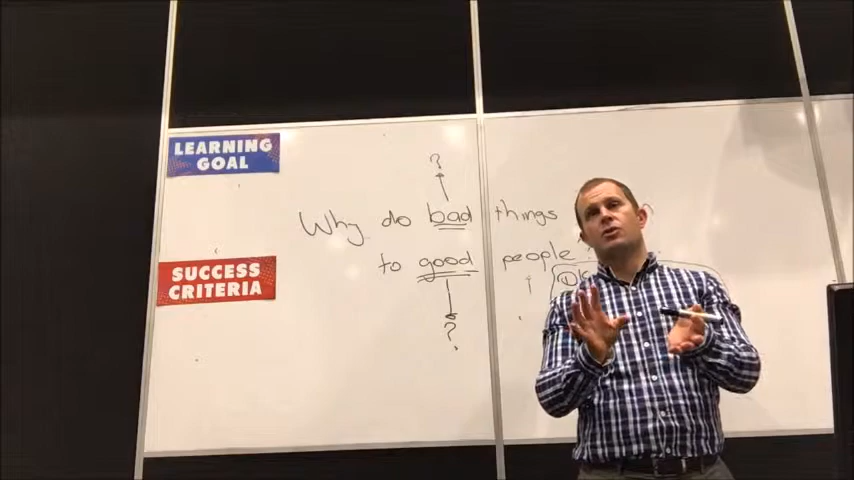 LEARNING
GOAL
?
Why do bad things
to good people
SUCCESS
CRITERIA
?